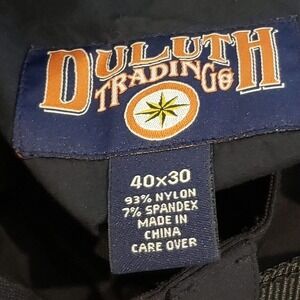 DULUTH
TRADING Co
40x30
93% NYLON
7% SPANDEX
MADE IN
CHINA
CARE OVER